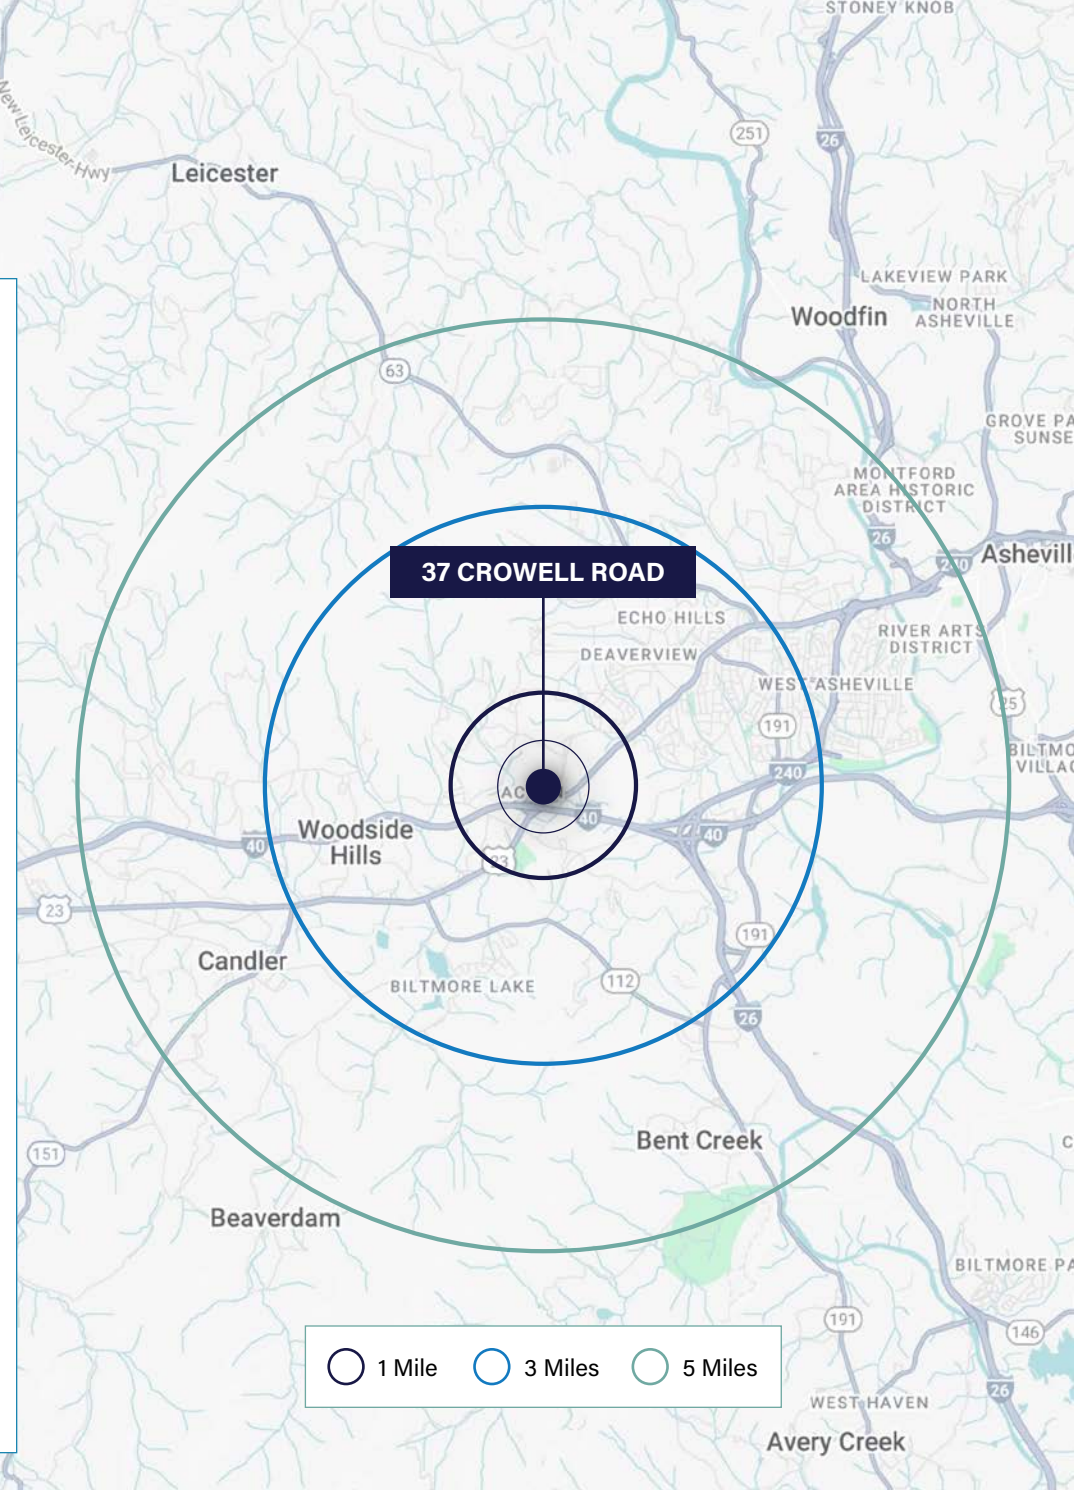 STONEY KNOB
251
26
New Leicester Hwy
Leicester
LAKEVIEW PARK
NORTH
ASHEVILLE
Woodfin
63
GROVE PA
SUNSE
MONTFORD
AREA HISTORIC
DISTRICT
26
240
Ashevill
37 CROWELL ROAD
ECHO HILLS
DEAVERVIEW
RIVER ARTS
DISTRICT
WEST ASHEVILLE
25
191
BILTMO
VILLAG
240
40
40
40
Woodside
Hills
23
23
191
Candler
BILTMORE LAKE
112
26
Bent Creek
151
Beaverdam
BILTMORE PA
191
146
1 Mile
3 Miles
5 Miles
26
WEST HAVEN
Avery Creek